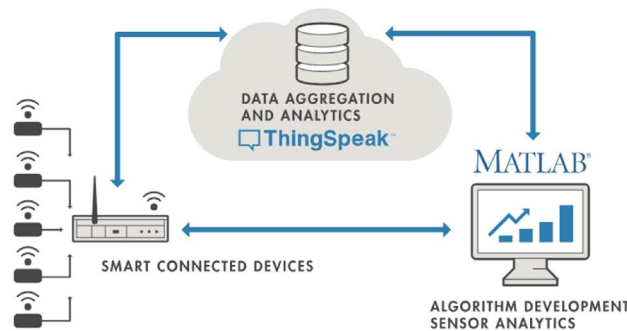 DATA AGGREGATION
AND ANALYTICS
ThingSpeak™
MATLAB®
SMART CONNECTED DEVICES
ALGORITHM DEVELOPMENT
SENSOR ANALYTICS